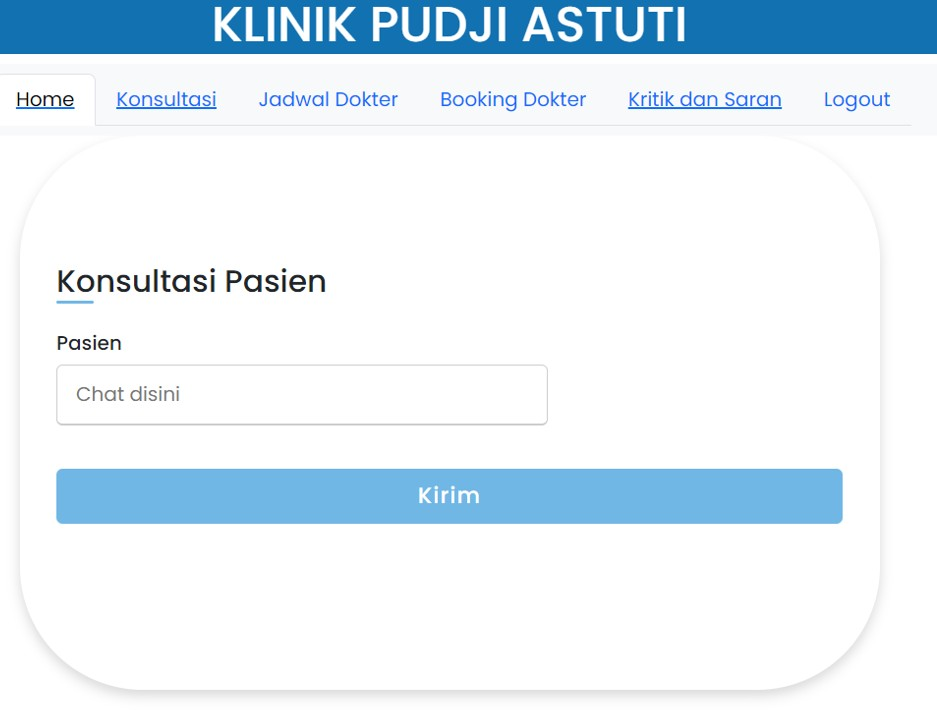 KLINIK PUDJI ASTUTI
Home Konsultasi Jadwal Dokter Booking Dokter Kritik dan Saran Logout
Konsultasi Pasien
Pasien
Chat disini
Kirim